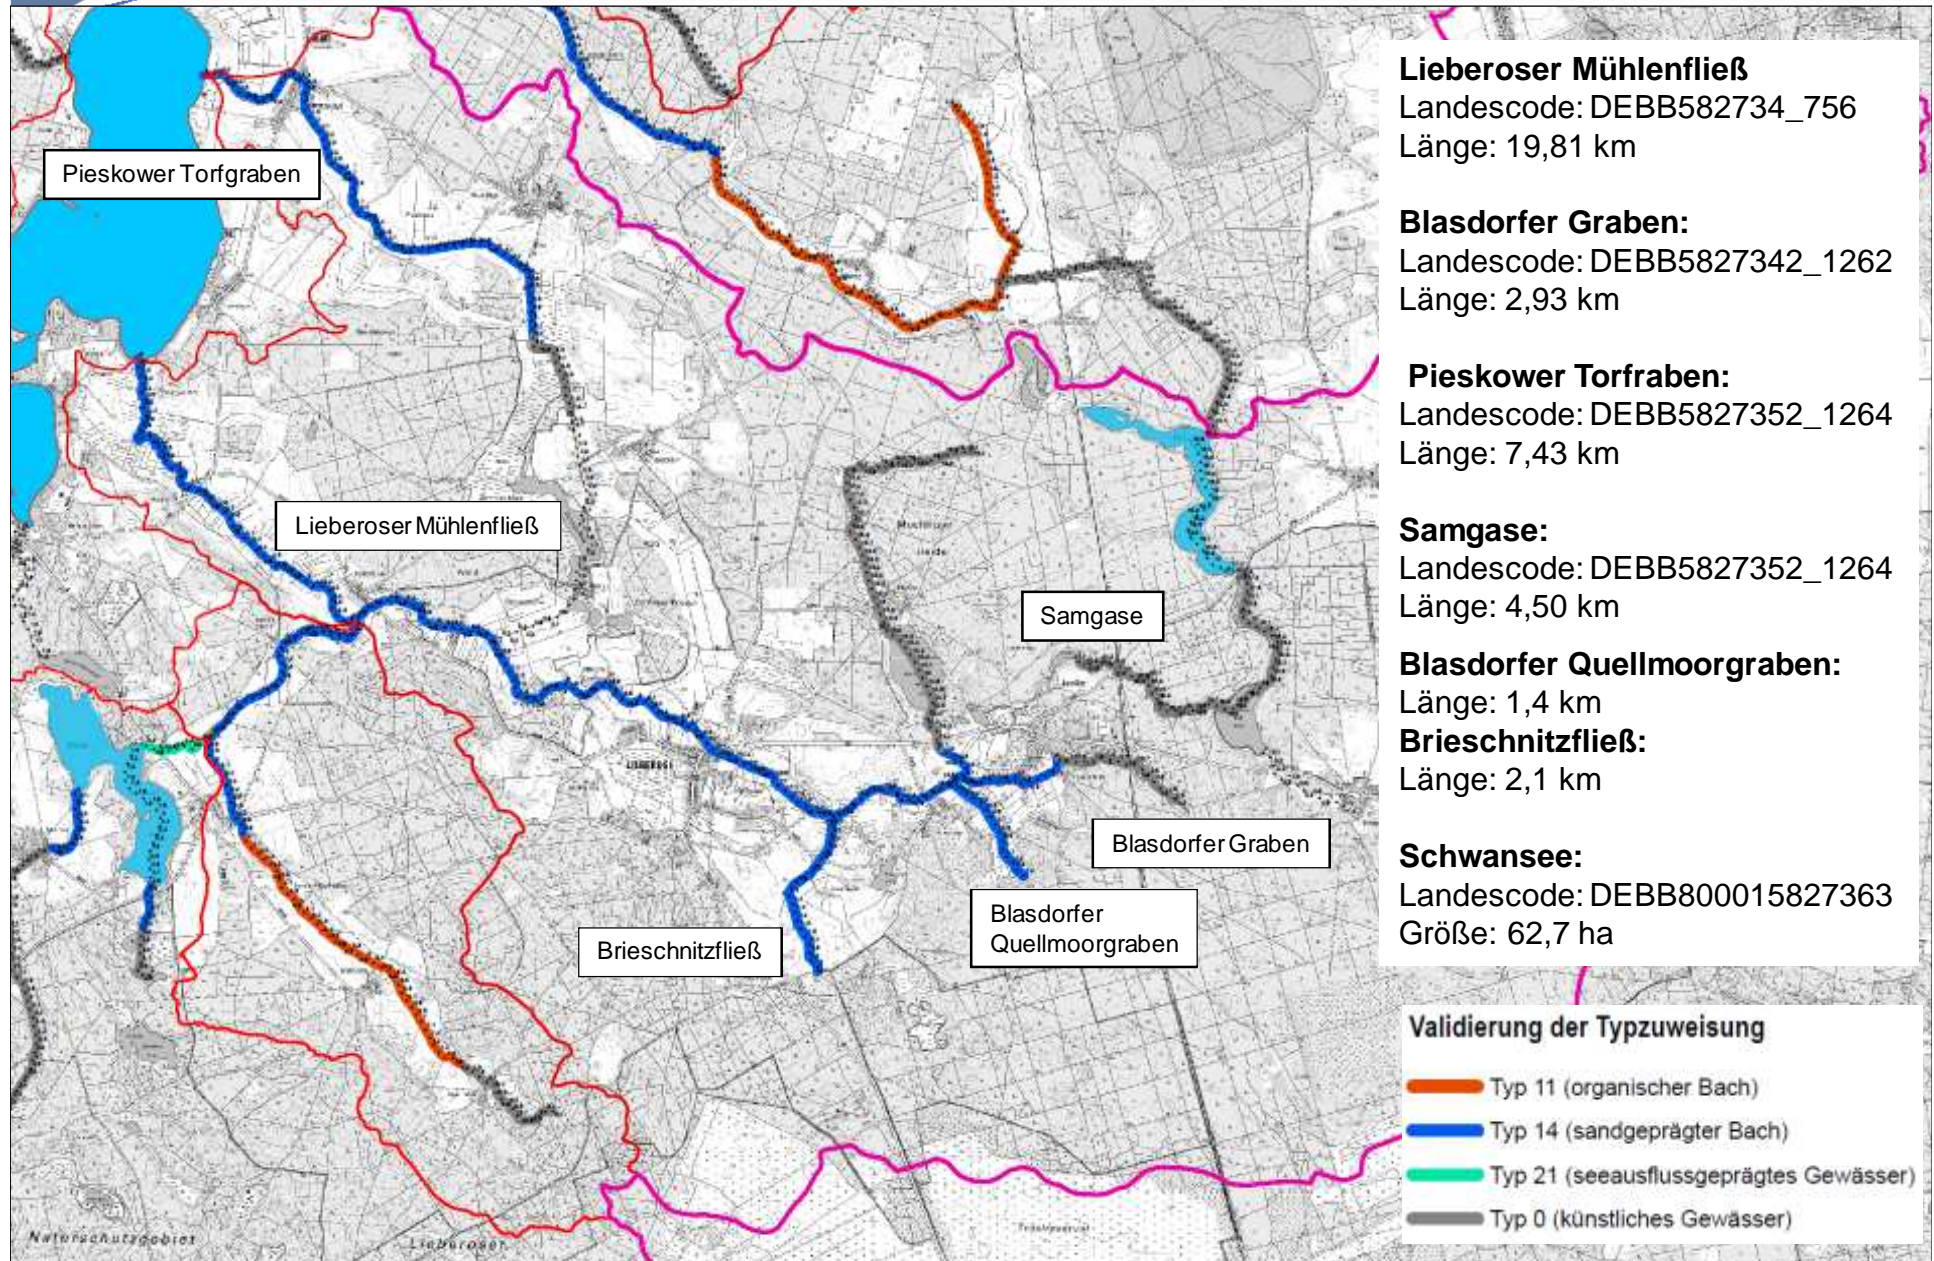 Lieberoser Mühlenfließ
Landescode: DEBB582734_756
Länge: 19,81 km
Blasdorfer Graben:
Landescode: DEBB5827342_1262
Länge: 2,93 km
Pieskower Torfraben:
Landescode: DEBB5827352_1264
Länge: 7,43 km
Samgase:
Landescode: DEBB5827352_1264
Länge: 4,50 km
Blasdorfer Quellmoorgraben:
Länge: 1,4 km
Brieschnitzfließ:
Länge: 2,1 km
Schwansee:
Landescode: DEBB800015827363
Größe: 62,7 ha
Pieskower Torfgraben
Lieberoser Mühlenfließ
Samgase
Blasdorfer Graben
Blasdorfer
Quellmoorgraben
Brieschnitzfließ
LIEBEROSE
Naturschutzgebiet
Lieberoser
Validierung der Typzuweisung
Typ 11 (organischer Bach)
Typ 14 (sandgeprägter Bach)
Typ 21 (seeausflussgeprägtes Gewässer)
Typ 0 (künstliches Gewässer)